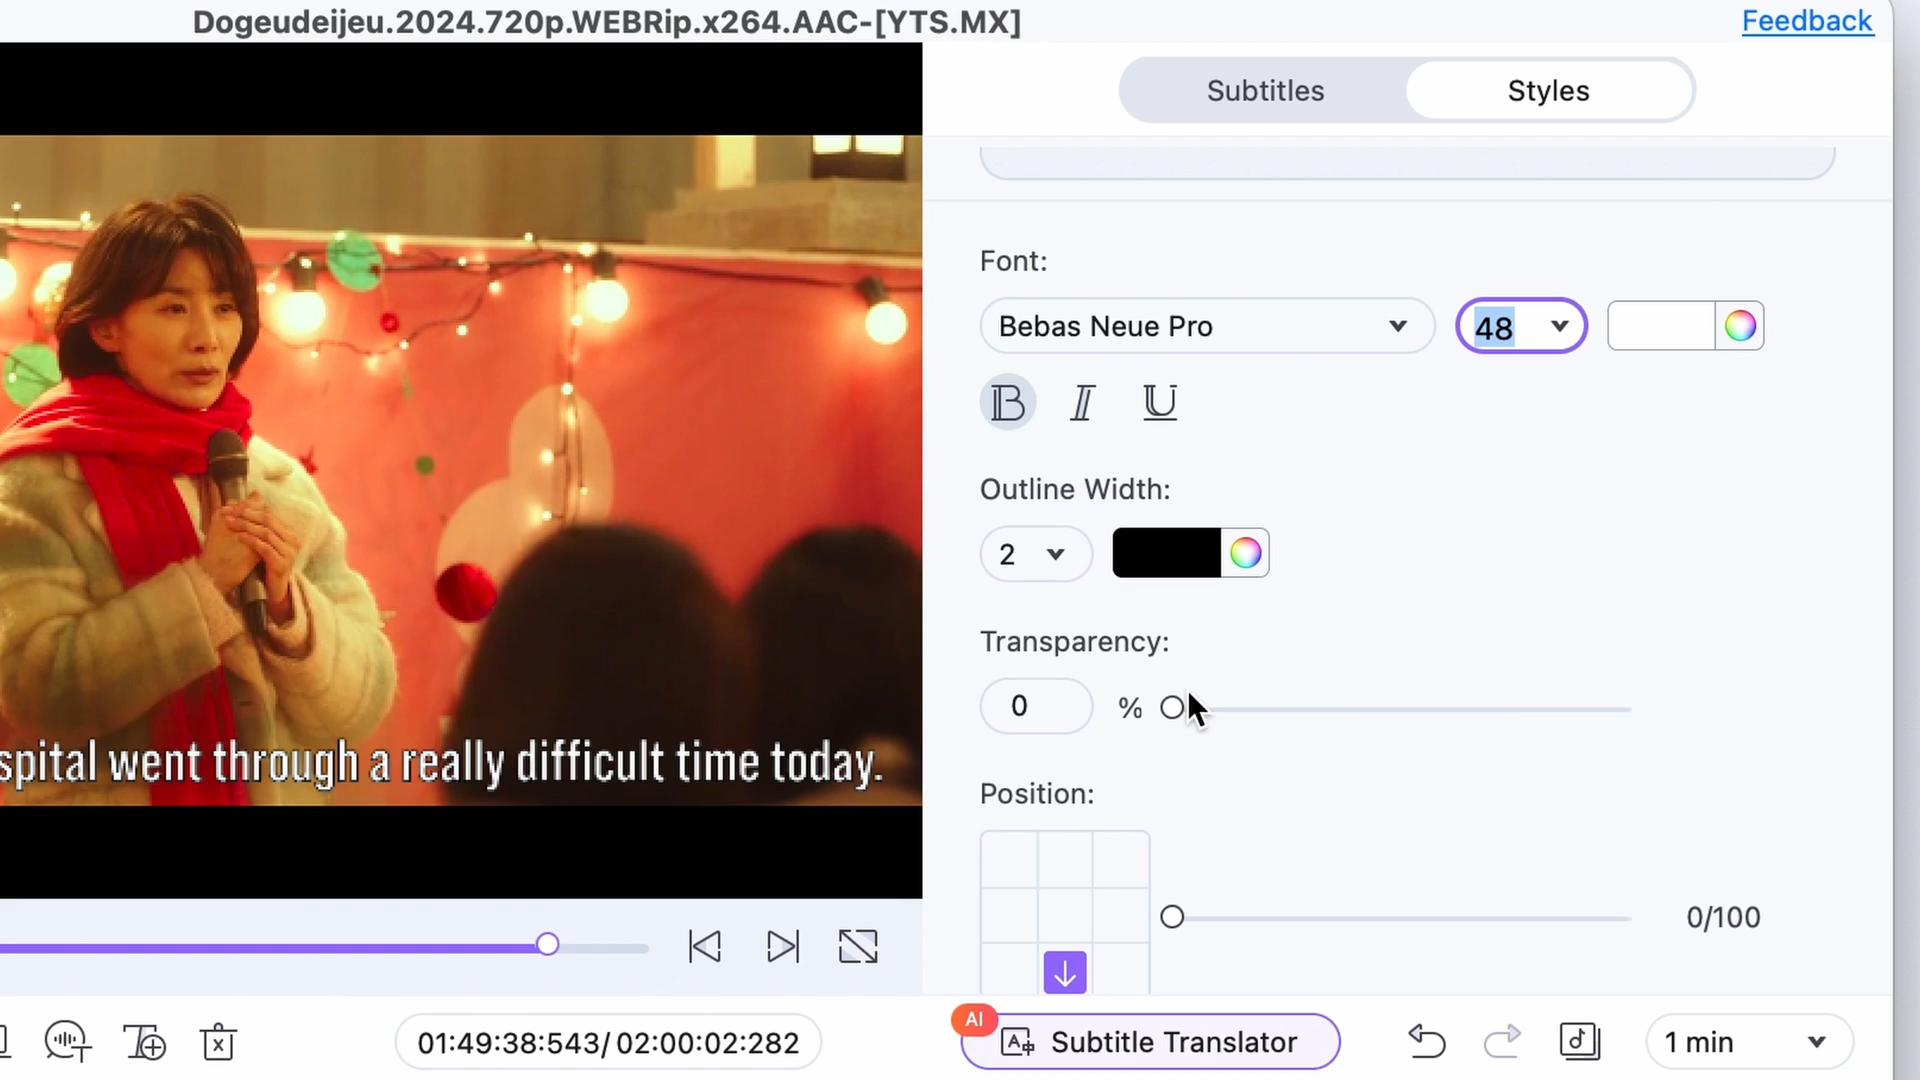 Dogeudeijeu.2024.720p.WEBRip.x264.AAC-[YTS.MX]
Feedback
Subtitles
Styles
Font:
Bebas Neue Pro
48
B I U
Outline Width:
2
Transparency:
0 %
spital went through a really difficult time today.
Position:
0/100
01:49:38:543/ 02:00:02:282
AI
Subtitle Translator
1 min